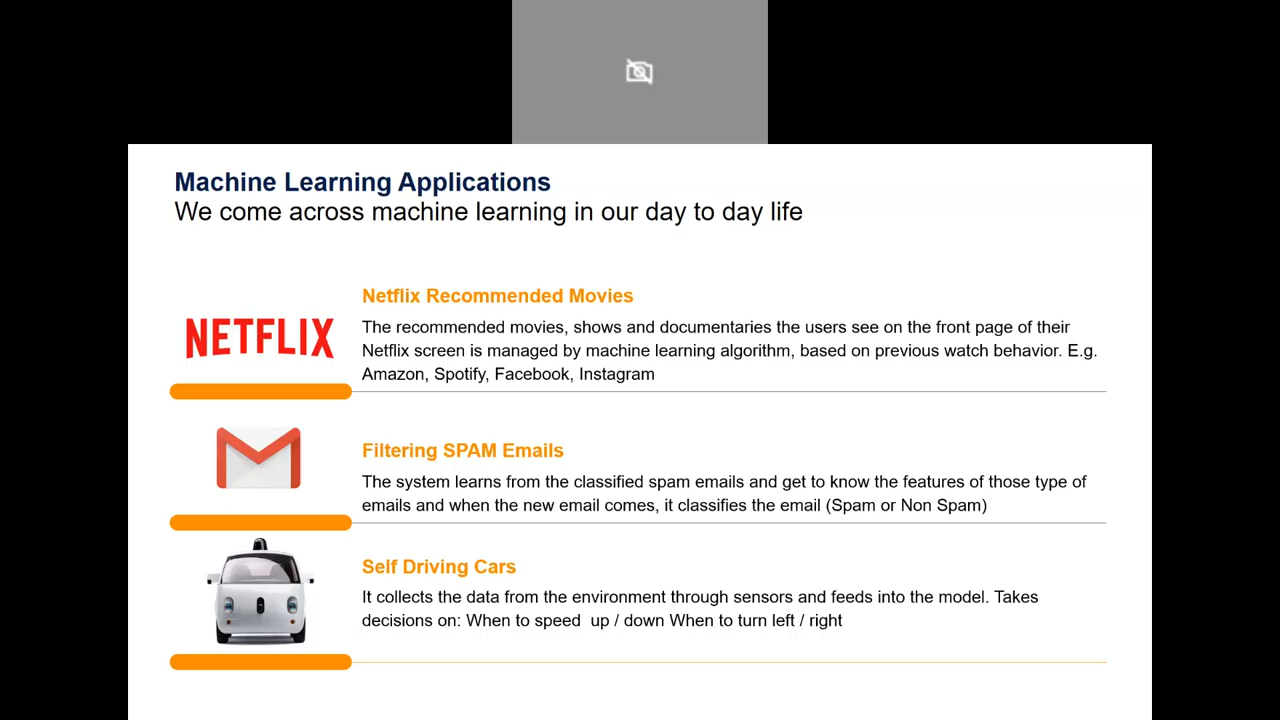 Machine Learning Applications
We come across machine learning in our day to day life
Netflix Recommended Movies
NETFLIX
The recommended movies, shows and documentaries the users see on the front page of their
Netflix screen is managed by machine learning algorithm, based on previous watch behavior. E.g.
Amazon, Spotify, Facebook, Instagram
Filtering SPAM Emails
The system learns from the classified spam emails and get to know the features of those type of
emails and when the new email comes, it classifies the email (Spam or Non Spam)
Self Driving Cars
It collects the data from the environment through sensors and feeds into the model. Takes
decisions on: When to speed  up / down When to turn left / right